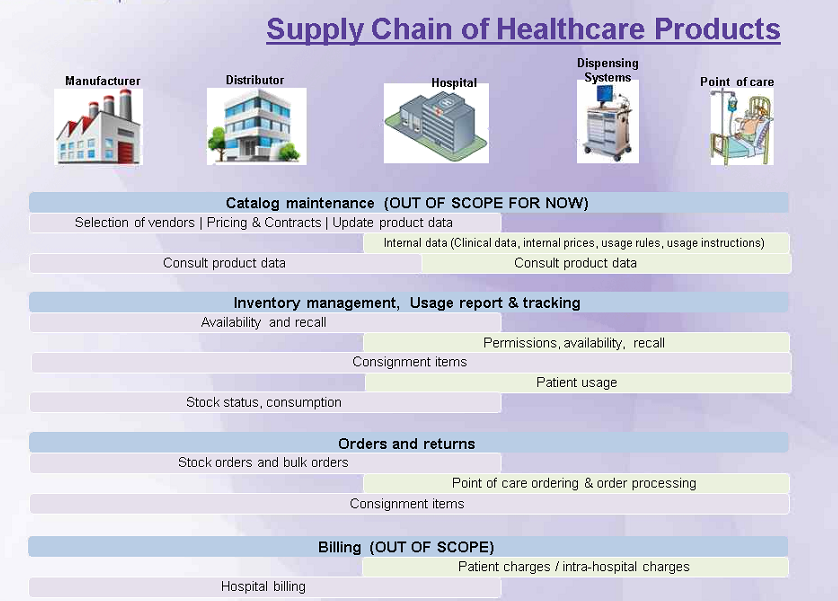 Supply Chain of Healthcare Products
Manufacturer
Distributor
Hospital
Dispensing
Systems
Point of care
Catalog maintenance (OUT OF SCOPE FOR NOW)
Selection of vendors | Pricing & Contracts | Update product data
Internal data (Clinical data, internal prices, usage rules, usage instructions)
Consult product data
Consult product data
Inventory management, Usage report & tracking
Availability and recall
Permissions, availability, recall
Consignment items
Patient usage
Stock status, consumption
Orders and returns
Stock orders and bulk orders
Point of care ordering & order processing
Consignment items
Billing (OUT OF SCOPE)
Patient charges / intra-hospital charges
Hospital billing